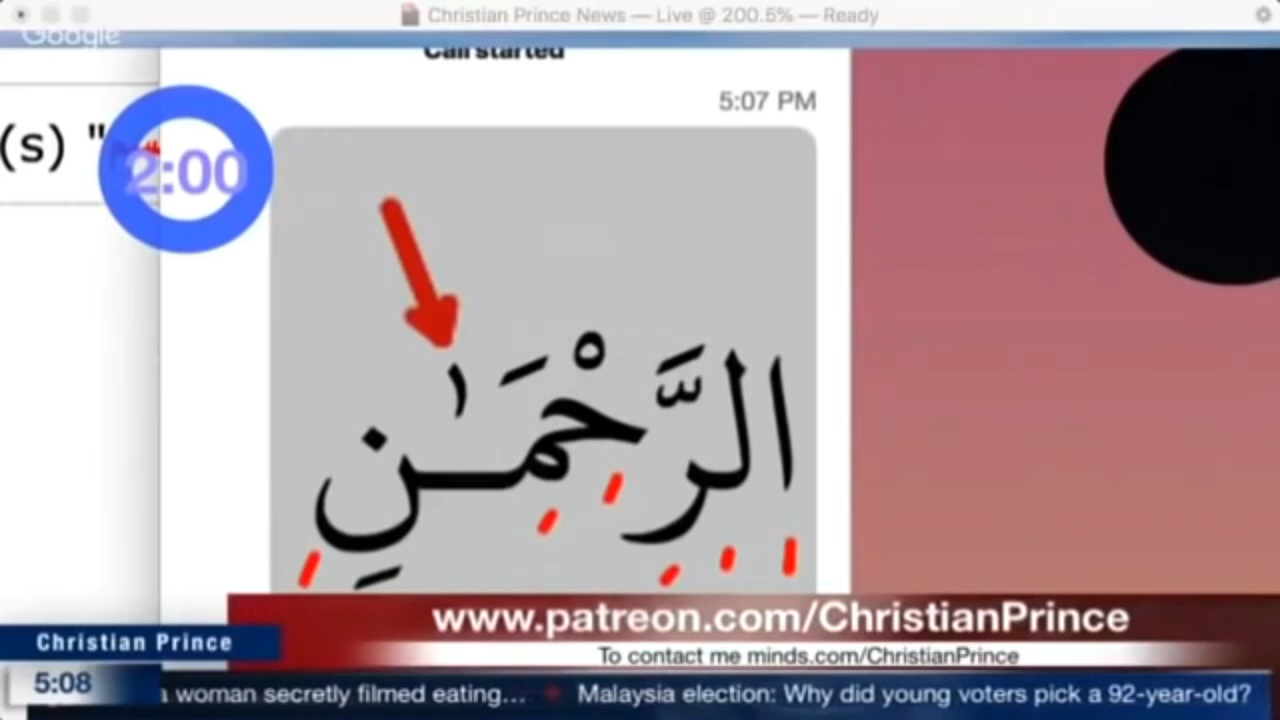 Christian Prince News — Live @ 200.5% — Ready
Google
Call started
5:07 PM
(s) "
2:00
الرَّحْمَـٰنِ
www.patreon.com/ChristianPrince
Christian Prince
To contact me minds.com/ChristianPrince
5:08
a woman secretly filmed eating... Malaysia election: Why did young voters pick a 92-year-old?